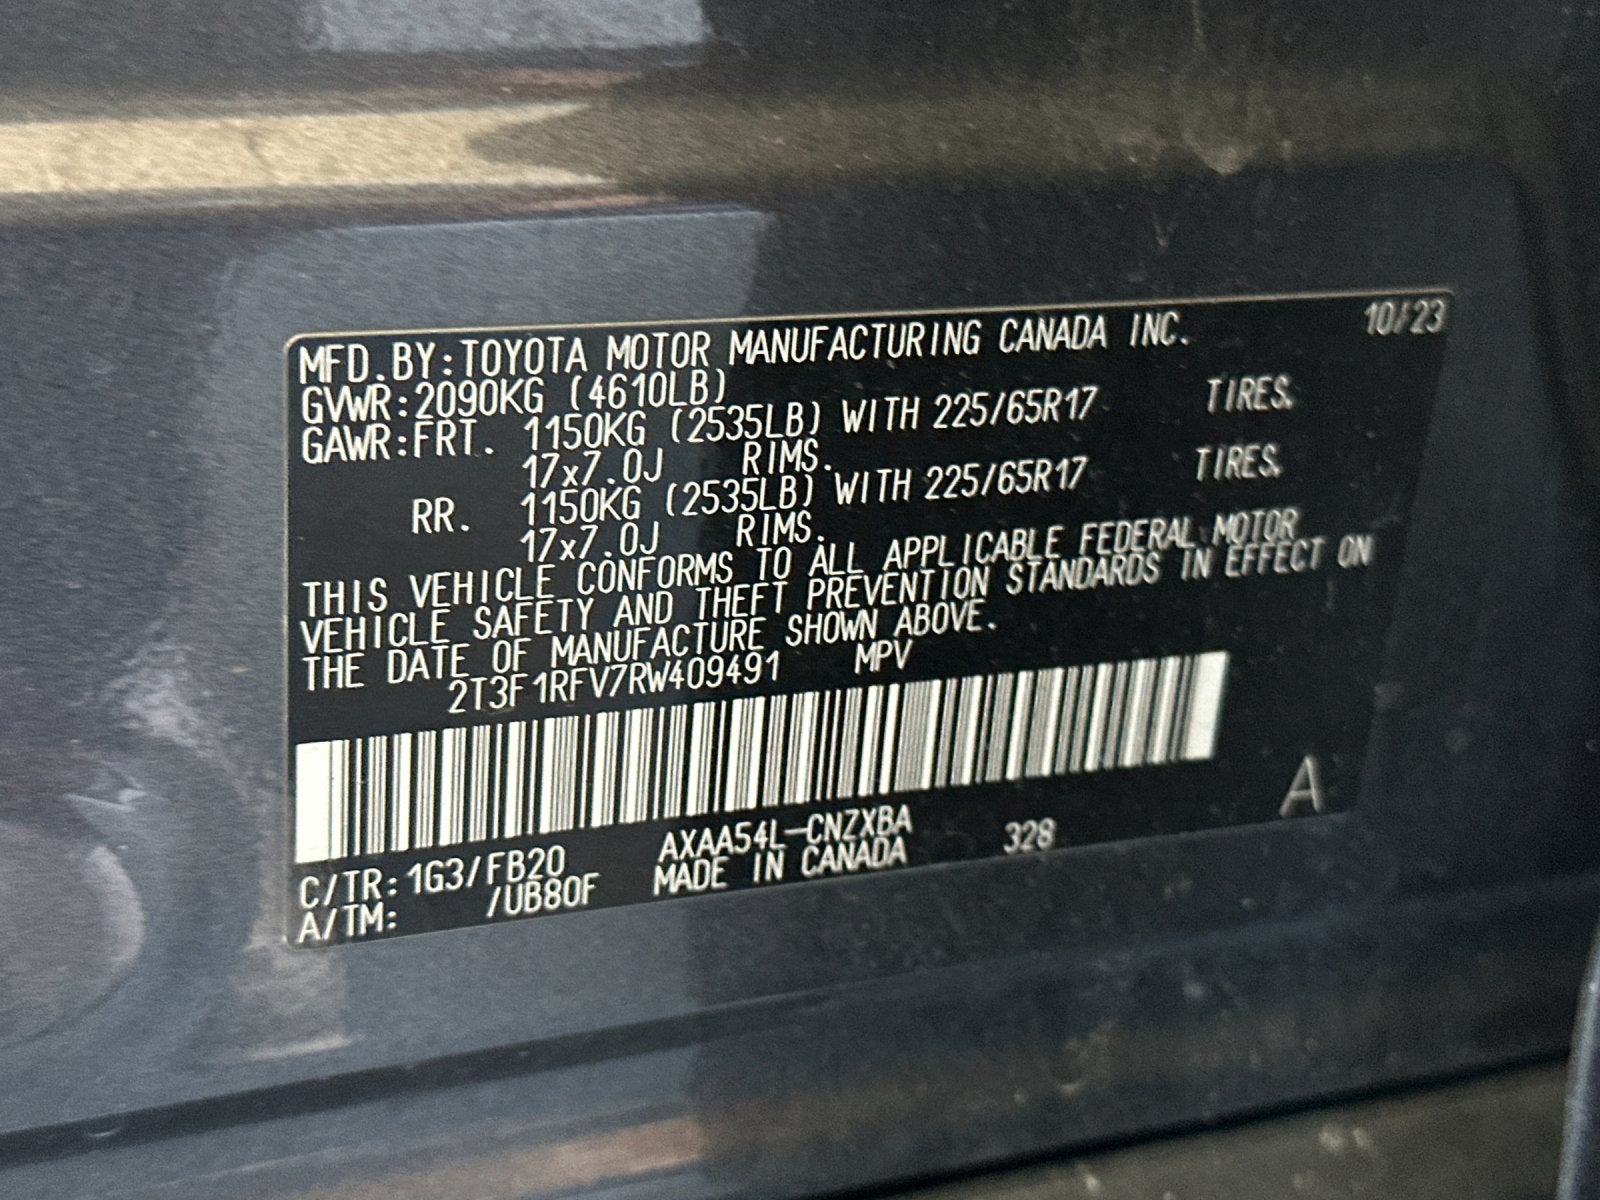 MFD.BY:TOYOTA MOTOR MANUFACTURING CANADA INC. 10/23
GVWR:2090KG (4610LB)
GAWR:FRT. 1150KG (2535LB) WITH 225/65R17 TIRES.
17x7.0J RIMS.
RR. 1150KG (2535LB) WITH 225/65R17 TIRES.
17x7.0J RIMS.
THIS VEHICLE CONFORMS TO ALL APPLICABLE FEDERAL MOTOR
VEHICLE SAFETY AND THEFT PREVENTION STANDARDS IN EFFECT ON
THE DATE OF MANUFACTURE SHOWN ABOVE.
2T3F1RFV7RW409491 MPV
A
C/TR:1G3/FB20 AXAA54L-CNZXBA 328
A/TM: /UB80F MADE IN CANADA